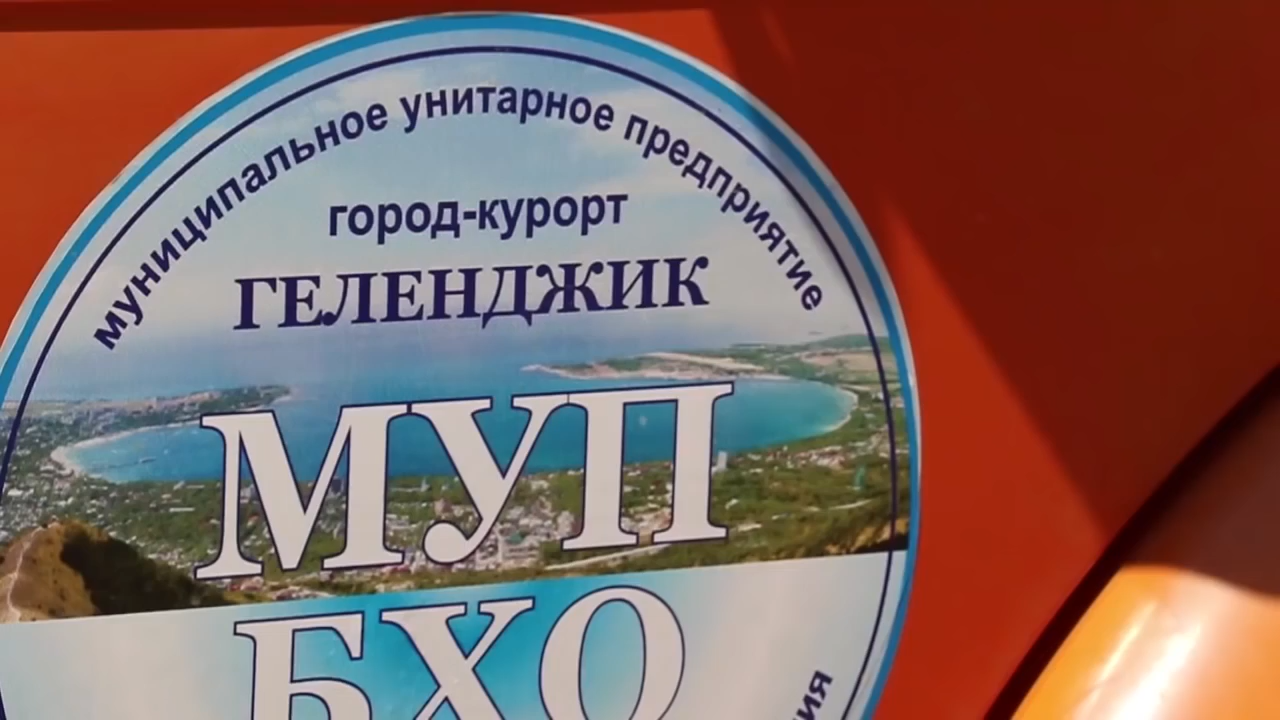 муниципальное унитарное предприятие
город-курорт
ГЕЛЕНДЖИК
МУП
БХО